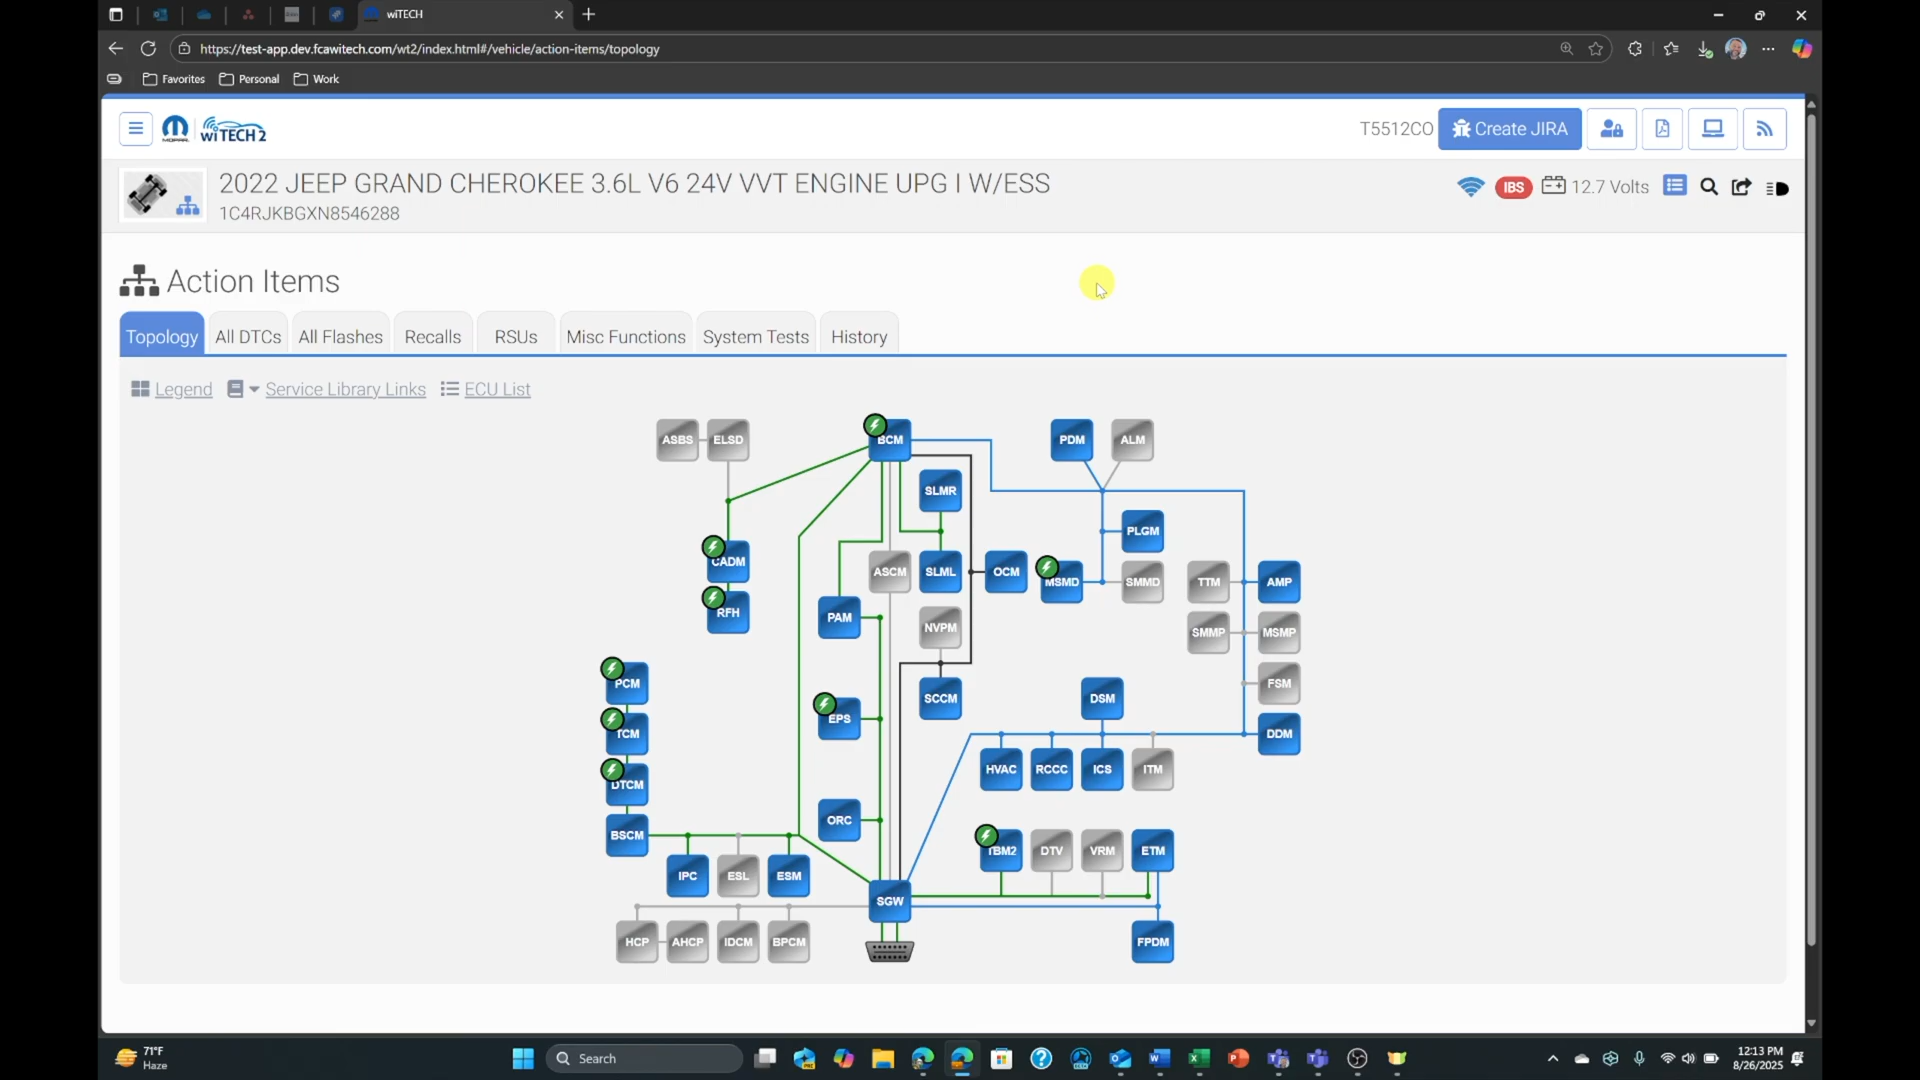 wiTECH
https://test-app.dev.fcawitech.com/wt2/index.html#/vehicle/action-items/topology
Favorites
Personal
Work
MOPAR
wiTECH 2
T5512CO
Create JIRA
2022 JEEP GRAND CHEROKEE 3.6L V6 24V VVT ENGINE UPG I W/ESS
1C4RJKBGXN8546288
IBS
12.7 Volts
Action Items
Topology
All DTCs
All Flashes
Recalls
RSUs
Misc Functions
System Tests
History
Legend
Service Library Links
ECU List
ASBS
ELSD
BCM
PDM
ALM
SLMR
PLGM
CADM
ASCM
SLML
OCM
MSMD
SMMD
TTM
AMP
RFH
PAM
NVPM
SMMP
MSMP
PCM
SCCM
DSM
FSM
TCM
EPS
DDM
DTCM
HVAC
RCCC
ICS
ITM
BSCM
ORC
TBM2
DTV
VRM
ETM
IPC
ESL
ESM
SGW
HCP
AHCP
IDCM
BPCM
FPDM
71°F
Haze
Search
12:13 PM
8/26/2025